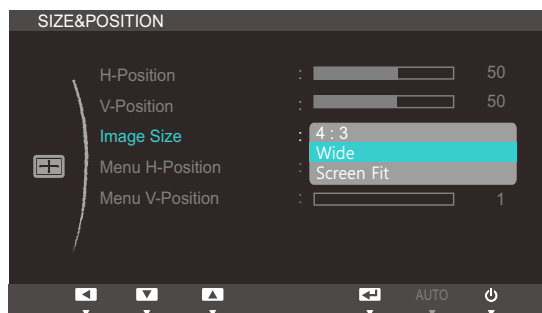 SIZE&POSITION
H-Position : 50
V-Position : 50
Image Size : 4 : 3
Wide
Screen Fit
Menu H-Position :
Menu V-Position : 1
AUTO